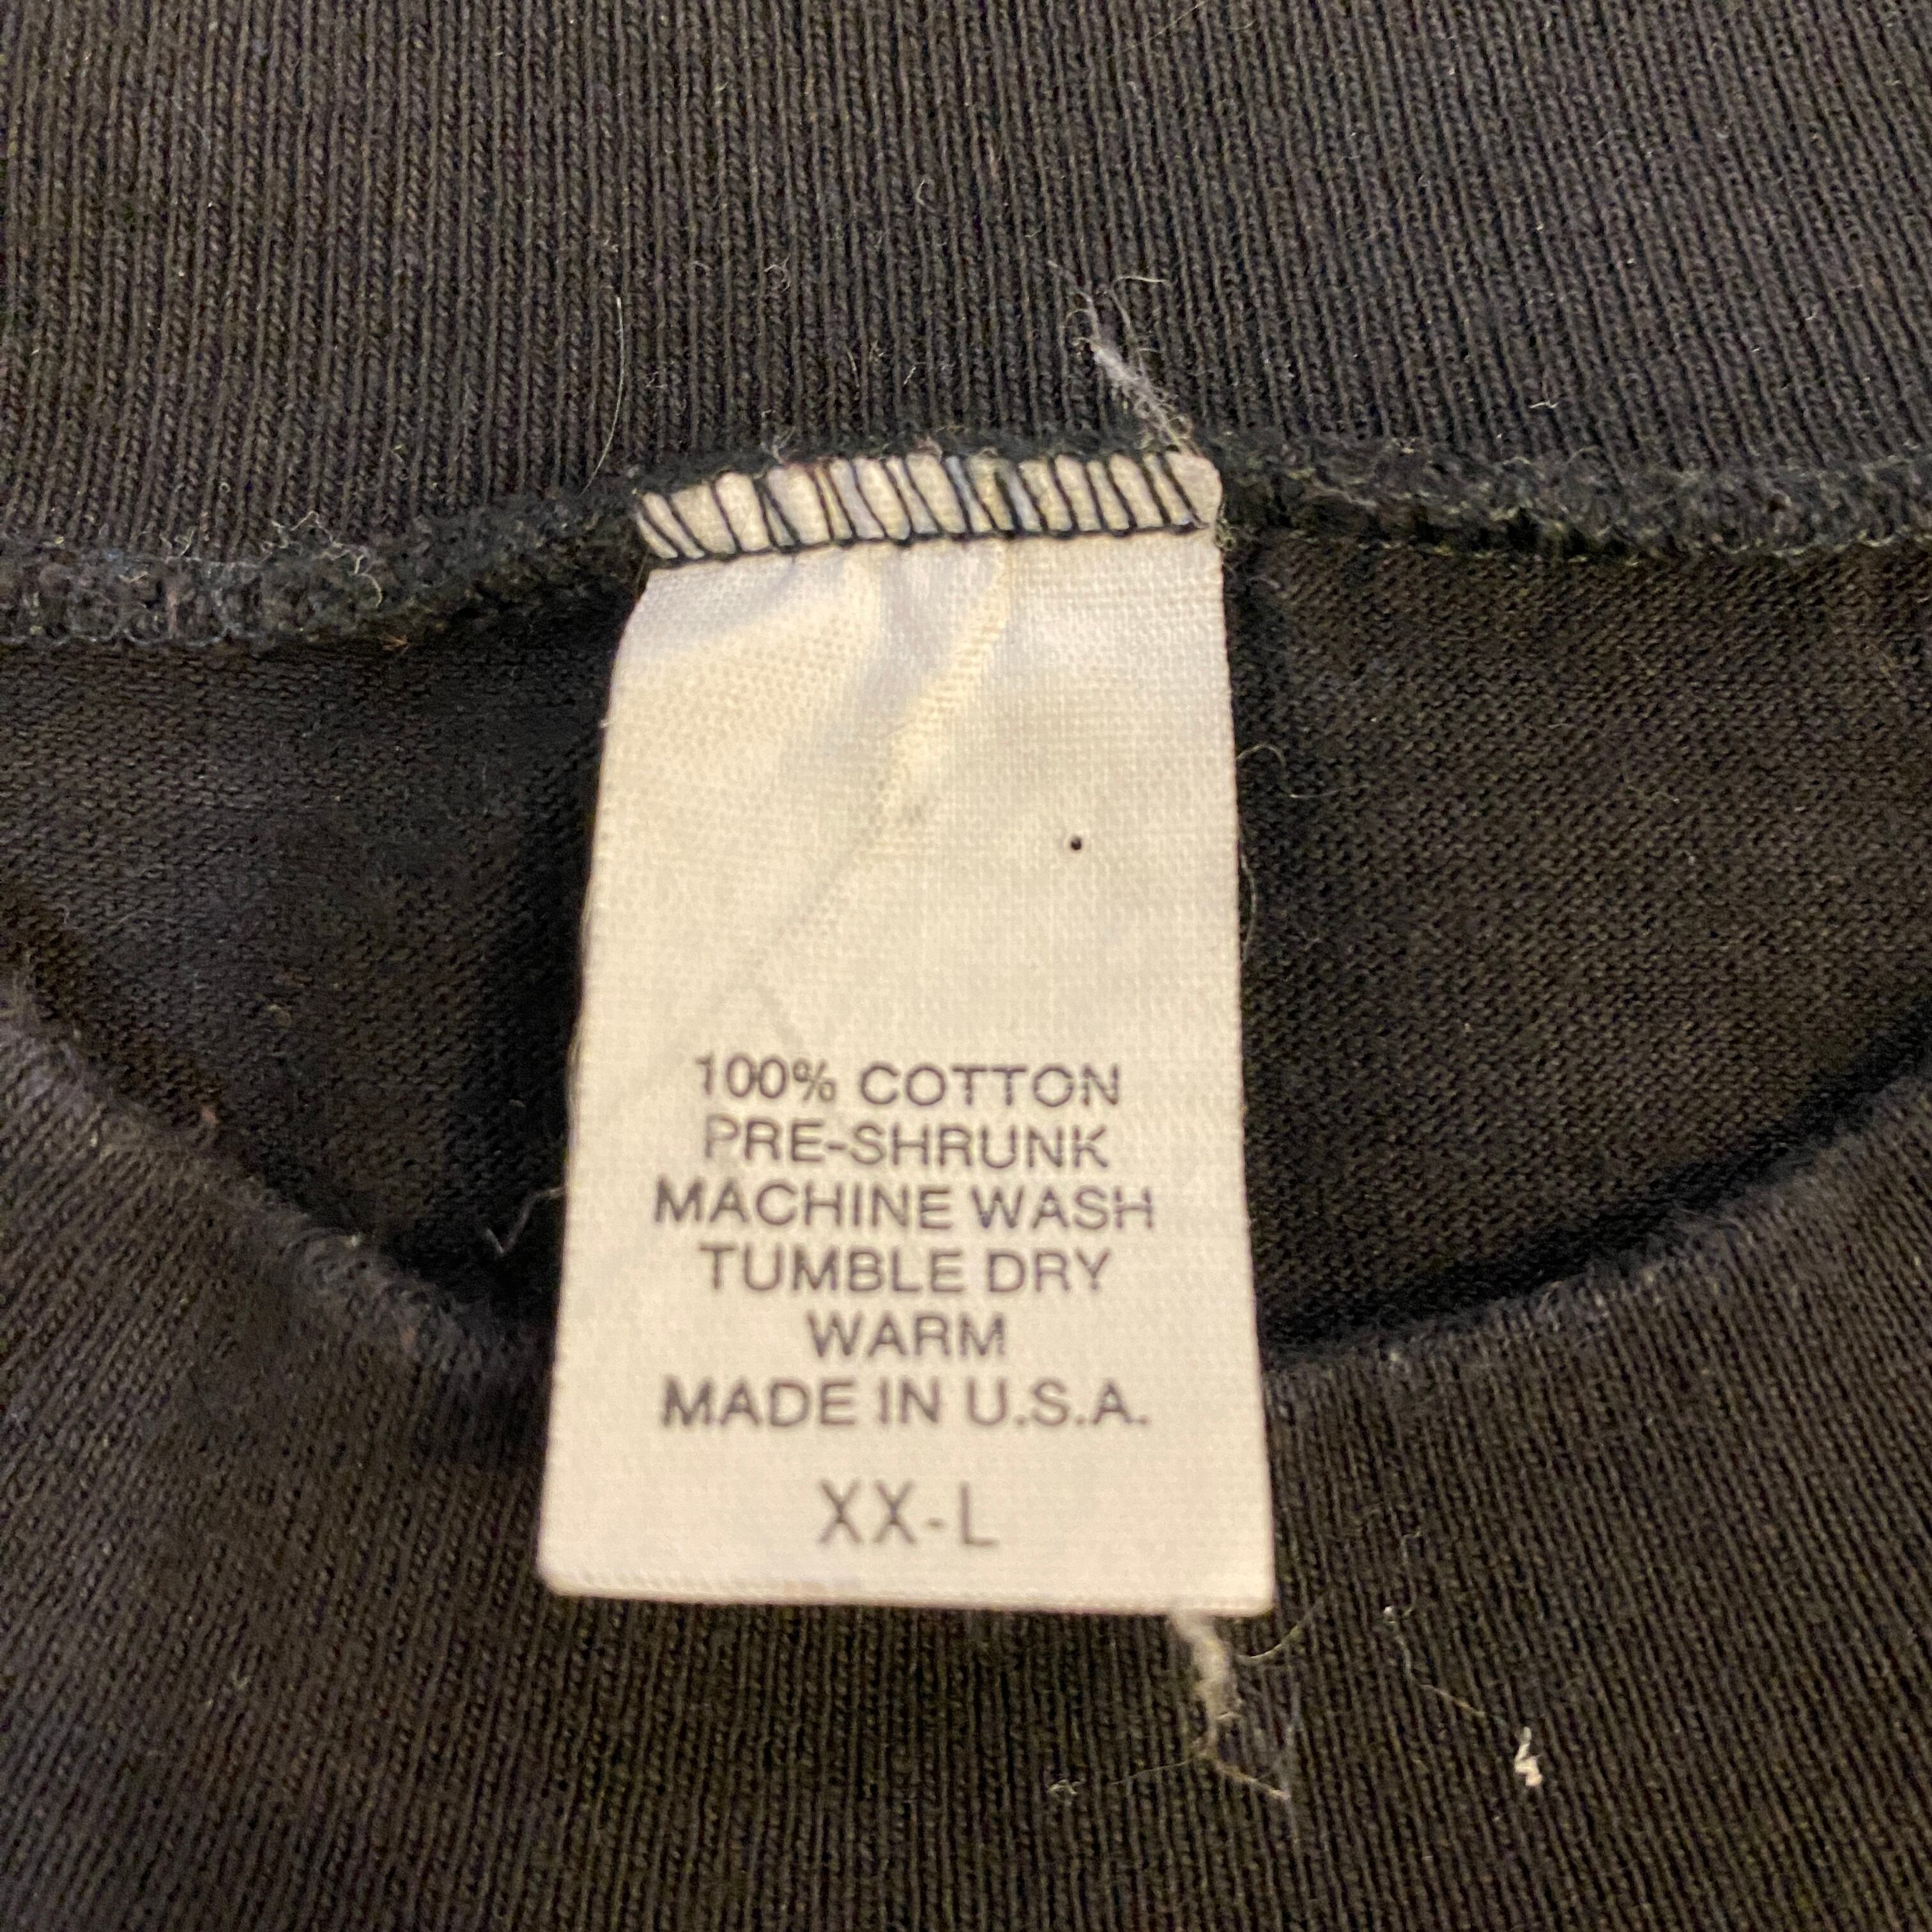 100% COTTON
PRE-SHRUNK
MACHINE WASH
TUMBLE DRY
WARM
MADE IN U.S.A.
XX-L